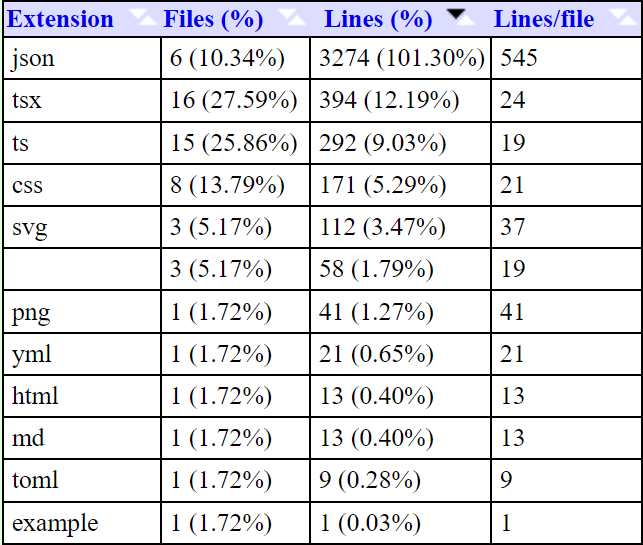 Extension Files (%) Lines (%) Lines/file
json 6 (10.34%) 3274 (101.30%) 545
tsx 16 (27.59%) 394 (12.19%) 24
ts 15 (25.86%) 292 (9.03%) 19
css 8 (13.79%) 171 (5.29%) 21
svg 3 (5.17%) 112 (3.47%) 37
3 (5.17%) 58 (1.79%) 19
png 1 (1.72%) 41 (1.27%) 41
yml 1 (1.72%) 21 (0.65%) 21
html 1 (1.72%) 13 (0.40%) 13
md 1 (1.72%) 13 (0.40%) 13
toml 1 (1.72%) 9 (0.28%) 9
example 1 (1.72%) 1 (0.03%) 1